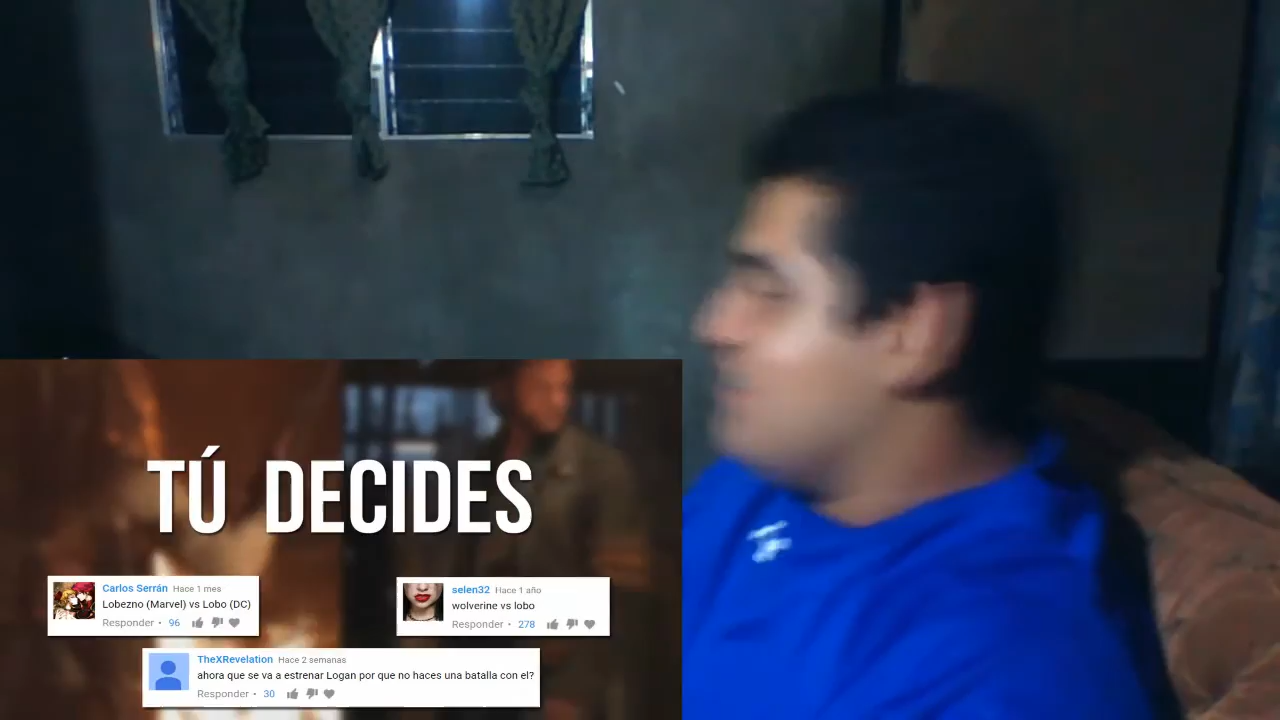 TÚ DECIDES
Carlos Serrán Hace 1 mes
Lobezno (Marvel) vs Lobo (DC)
Responder • 96
selen32 Hace 1 año
wolverine vs lobo
Responder • 278
TheXRevelation Hace 2 semanas
ahora que se va a estrenar Logan por que no haces una batalla con el?
Responder • 30